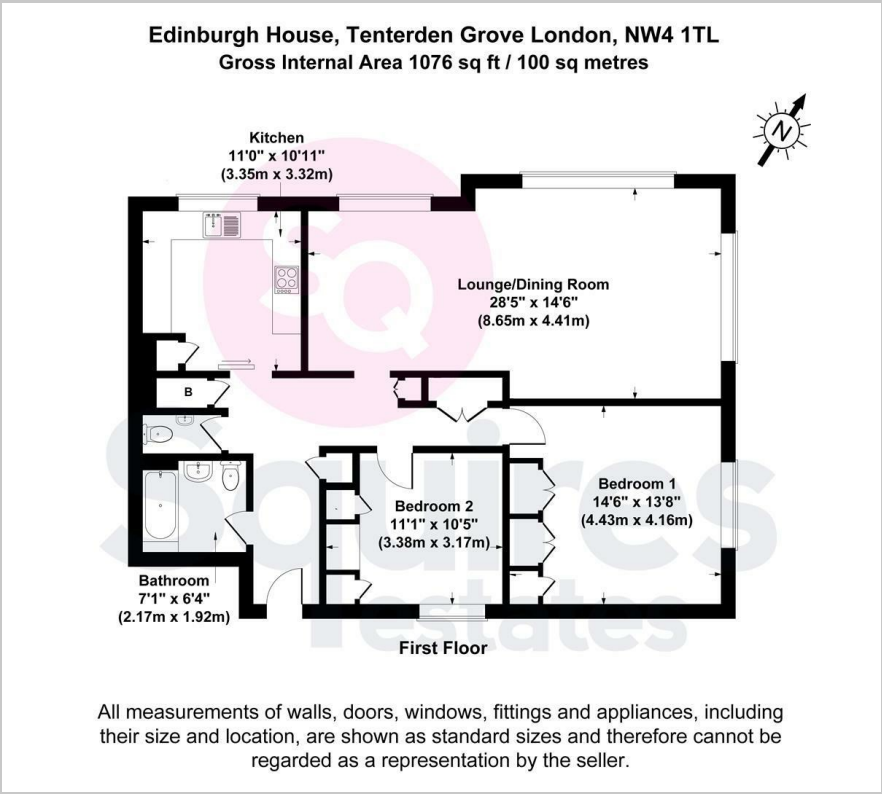 Edinburgh House, Tenterden Grove London, NW4 1TL
Gross Internal Area 1076 sq ft / 100 sq metres
N
Kitchen
11'0" x 10'11"
(3.35m x 3.32m)
SQ
Lounge/Dining Room
28'5" x 14'6"
(8.65m x 4.41m)
B
Squires
estates
Bedroom 1
14'6" x 13'8"
(4.43m x 4.16m)
Bedroom 2
11'1" x 10'5"
(3.38m x 3.17m)
Bathroom
7'1" x 6'4"
(2.17m x 1.92m)
First Floor
All measurements of walls, doors, windows, fittings and appliances, including
their size and location, are shown as standard sizes and therefore cannot be
regarded as a representation by the seller.